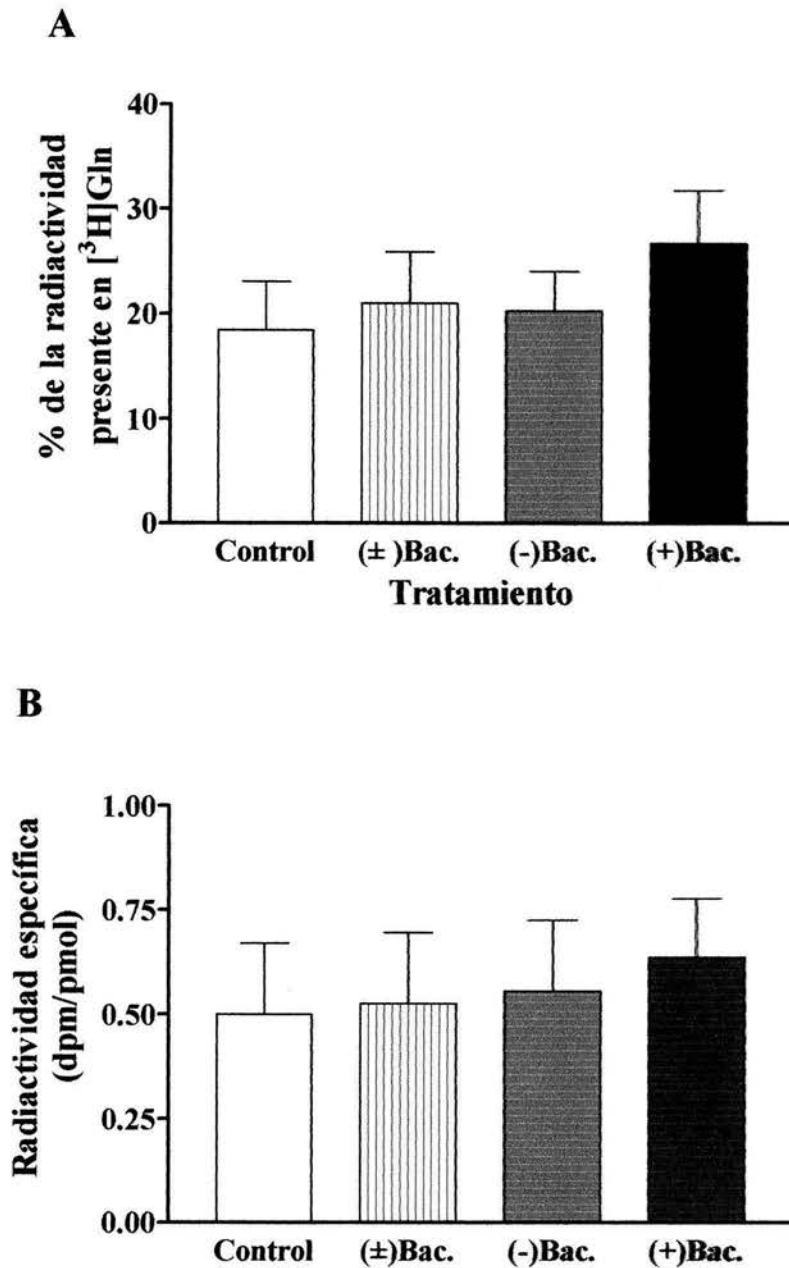 A
% de la radiactividad
presente en [³H]Gln
40
30
20
10
0
Control (± )Bac. (-)Bac. (+)Bac.
Tratamiento
B
Radiactividad específica
(dpm/pmol)
1.00
0.75
0.50
0.25
0.00
Control (±)Bac. (-)Bac. (+)Bac.